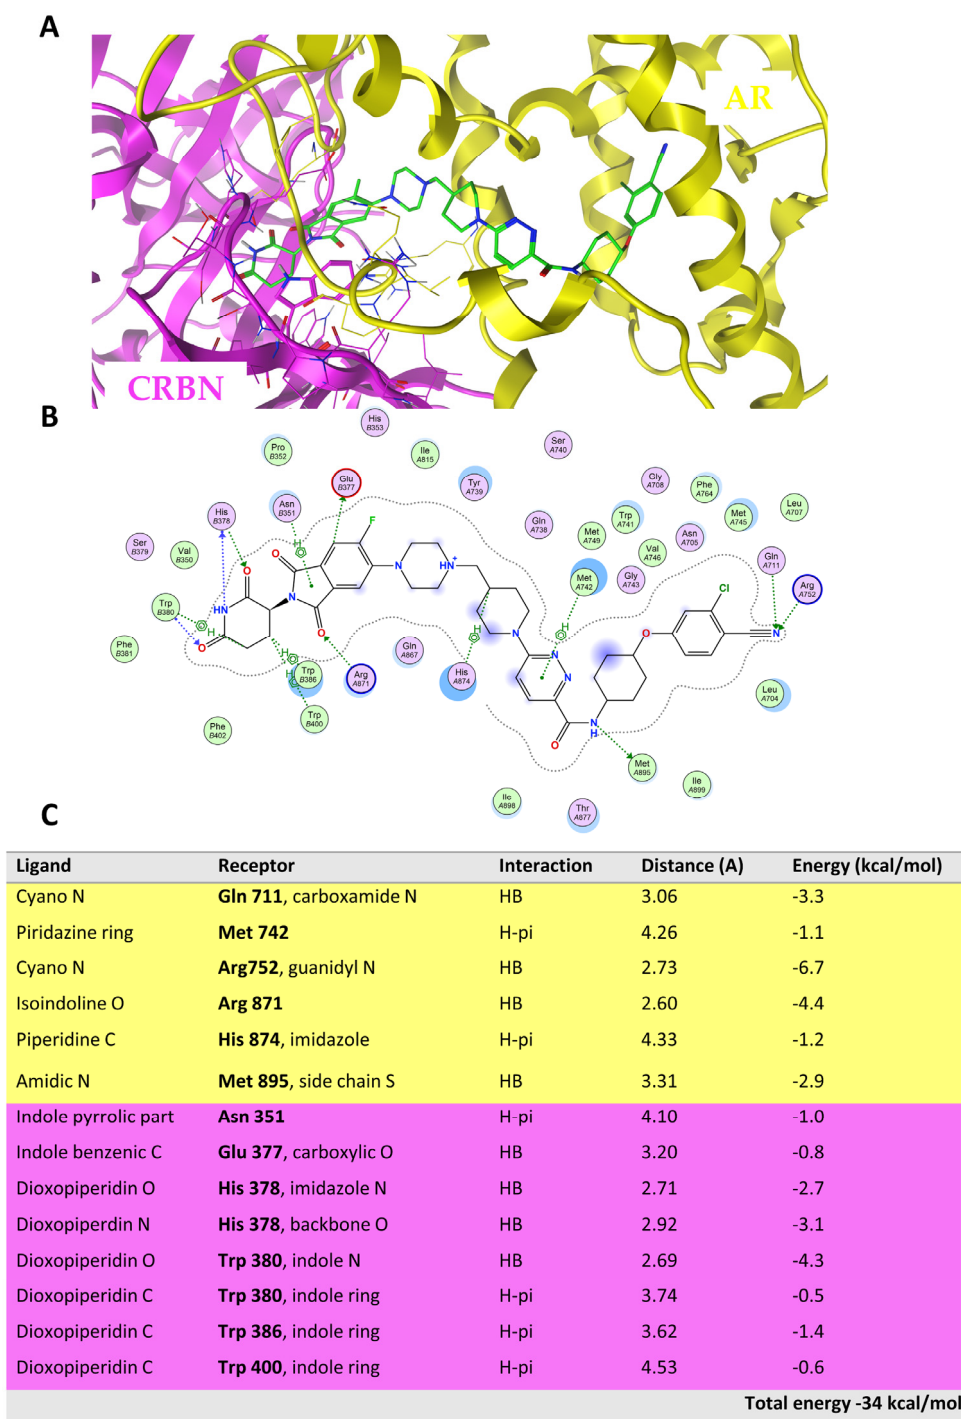 A
AR
CRBN
B
His B353
Pro B352
Ile A815
Ser A740
Glu B377
Tyr A739
Gly A708
Phe A764
Leu A707
Asn B351
Trp A741
Met A745
His B378
Gln A738
Met A749
Asn A705
F
Ser B379
Val B350
Val A746
Gln A711
H
O
O
N
HN+
Met A742
Gly A743
Arg A752
Cl
Trp B380
HN
N
H
H
O
N
Phe B381
H
O
O
Gln A867
H
N
N
H
Trp B386
Arg A871
His A874
N
N
Leu A704
H
Phe B402
Trp B400
N
H
O
Met A895
Ile A899
Ile A898
Thr A877
C
Ligand Receptor Interaction Distance (A) Energy (kcal/mol)
Cyano N Gln 711, carboxamide N HB 3.06 -3.3
Piridazine ring Met 742 H-pi 4.26 -1.1
Cyano N Arg752, guanidyl N HB 2.73 -6.7
Isoindoline O Arg 871 HB 2.60 -4.4
Piperidine C His 874, imidazole H-pi 4.33 -1.2
Amidic N Met 895, side chain S HB 3.31 -2.9
Indole pyrrolic part Asn 351 H-pi 4.10 -1.0
Indole benzenic C Glu 377, carboxylic O HB 3.20 -0.8
Dioxopiperidin O His 378, imidazole N HB 2.71 -2.7
Dioxopiperdin N His 378, backbone O HB 2.92 -3.1
Dioxopiperidin O Trp 380, indole N HB 2.69 -4.3
Dioxopiperidin C Trp 380, indole ring H-pi 3.74 -0.5
Dioxopiperidin C Trp 386, indole ring H-pi 3.62 -1.4
Dioxopiperidin C Trp 400, indole ring H-pi 4.53 -0.6
Total energy -34 kcal/mol